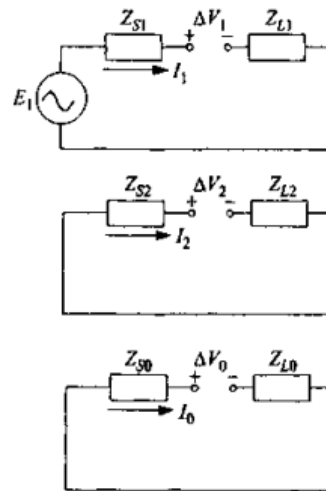 Z_{S1} + ΔV_1 − Z_{L1}
I_1
E_1
Z_{S2} + ΔV_2 − Z_{L2}
I_2
Z_{S0} + ΔV_0 − Z_{L0}
I_0